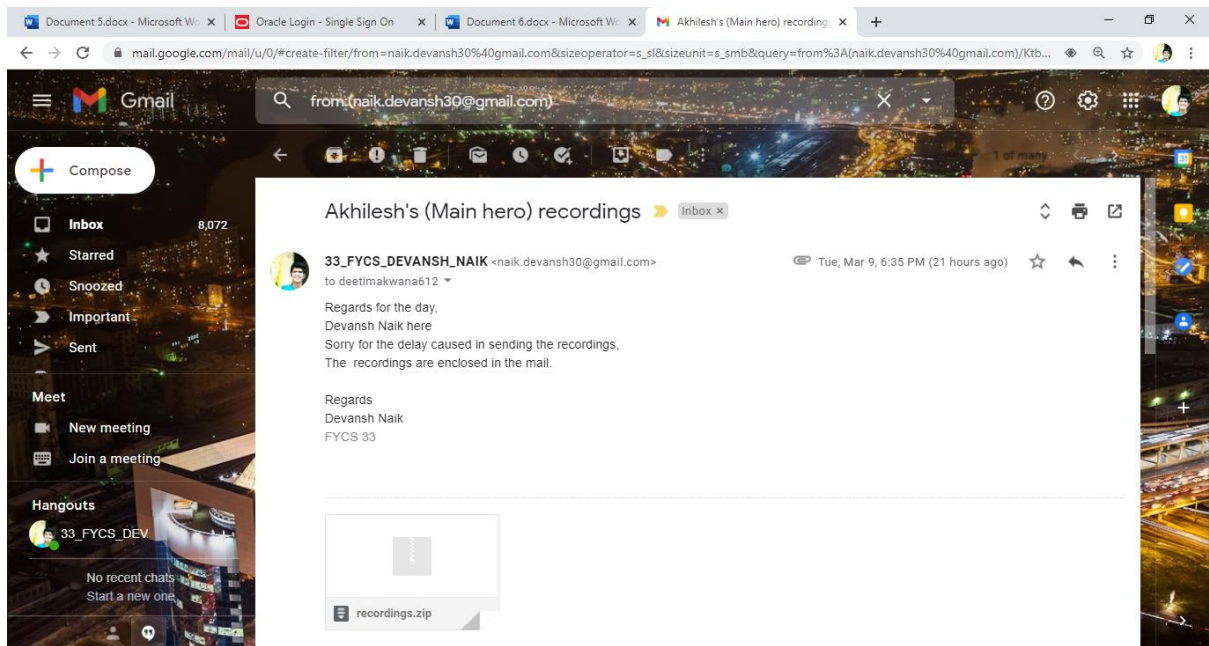 Document 5.docx - Microsoft Wo
Oracle Login - Single Sign On
Document 6.docx - Microsoft Wo
Akhilesh's (Main hero) recording
mail.google.com/mail/u/0/#create-filter/from=naik.devansh30%40gmail.com&sizeoperator=s_sl&sizeunit=s_smb&query=from%3A(naik.devansh30%40gmail.com)/Ktb...
Gmail
from:(naik.devansh30@gmail.com)
Compose
1 of many
31
Inbox 8,072
Starred
Snoozed
Important
Sent
Meet
New meeting
Join a meeting
Hangouts
33_FYCS_DEV
No recent chats
Start a new one
Akhilesh's (Main hero) recordings
Inbox ×
33_FYCS_DEVANSH_NAIK <naik.devansh30@gmail.com>
Tue, Mar 9, 6:35 PM (21 hours ago)
to deetimakwana612
Regards for the day,
Devansh Naik here
Sorry for the delay caused in sending the recordings,
The recordings are enclosed in the mail.
Regards
Devansh Naik
FYCS 33
recordings.zip